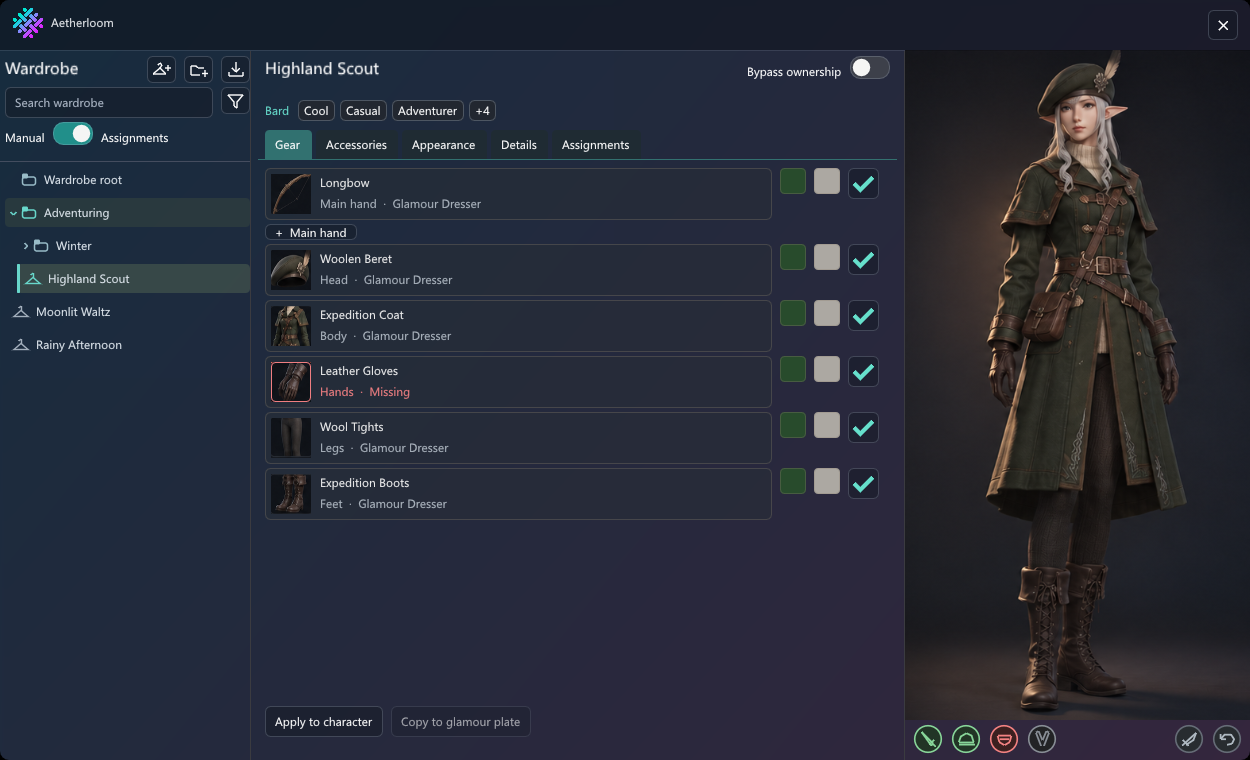 Aetherloom
Wardrobe
Search wardrobe
Manual
Assignments
Wardrobe root
Adventuring
Winter
Highland Scout
Moonlit Waltz
Rainy Afternoon
Highland Scout
Bypass ownership
Bard Cool Casual Adventurer +4
Gear Accessories Appearance Details Assignments
Longbow
Main hand · Glamour Dresser
+ Main hand
Woolen Beret
Head · Glamour Dresser
Expedition Coat
Body · Glamour Dresser
Leather Gloves
Hands · Missing
Wool Tights
Legs · Glamour Dresser
Expedition Boots
Feet · Glamour Dresser
Apply to character
Copy to glamour plate